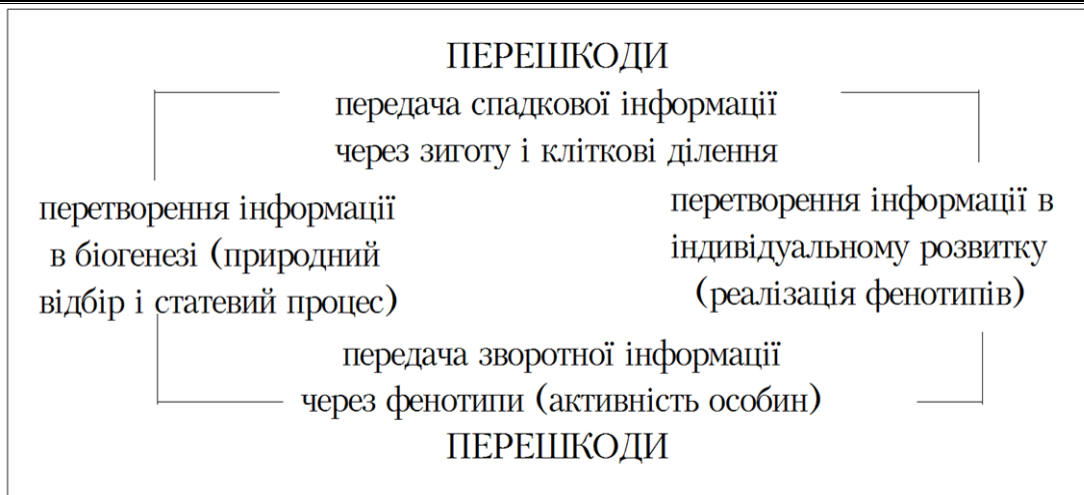 ПЕРЕШКОДИ
передача спадкової інформації
через зиготу і кліткові ділення
перетворення інформації
в біогенезі (природний
відбір і статевий процес)
перетворення інформації в
індивідуальному розвитку
(реалізація фенотипів)
передача зворотної інформації
через фенотипи (активність особин)
ПЕРЕШКОДИ